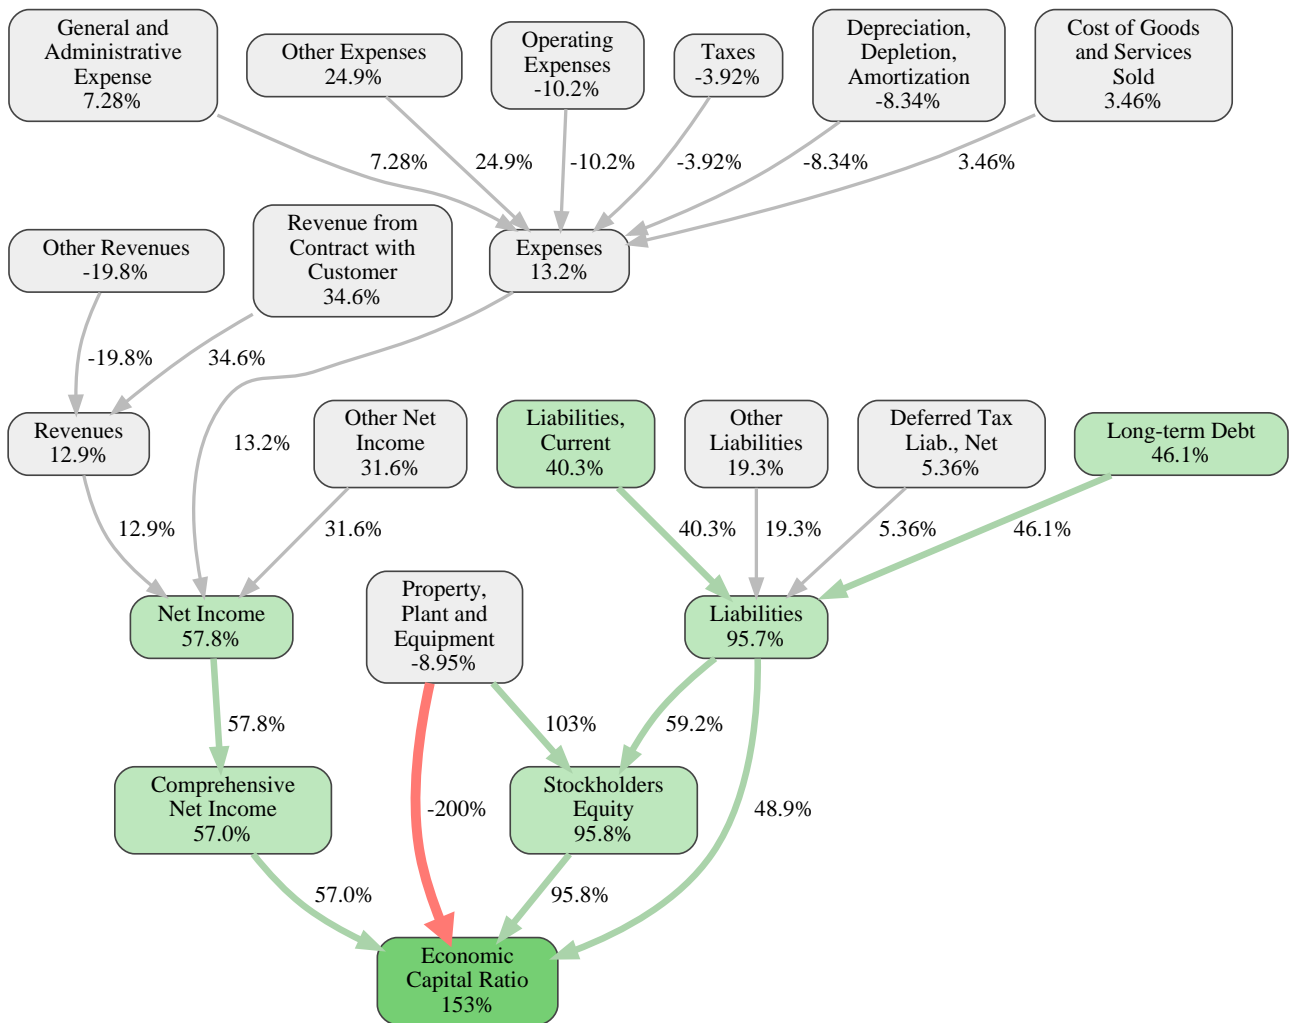 General and
Administrative
Expense
7.28%
Other Expenses
24.9%
Operating
Expenses
-10.2%
Taxes
-3.92%
Depreciation,
Depletion,
Amortization
-8.34%
Cost of Goods
and Services
Sold
3.46%
7.28%
24.9%
-10.2%
-3.92%
-8.34%
3.46%
Other Revenues
-19.8%
Revenue from
Contract with
Customer
34.6%
Expenses
13.2%
-19.8%
34.6%
Revenues
12.9%
13.2%
Other Net
Income
31.6%
Liabilities,
Current
40.3%
Other
Liabilities
19.3%
Deferred Tax
Liab., Net
5.36%
Long-term Debt
46.1%
12.9%
31.6%
40.3%
19.3%
5.36%
46.1%
Net Income
57.8%
Property,
Plant and
Equipment
-8.95%
Liabilities
95.7%
57.8%
103%
59.2%
Comprehensive
Net Income
57.0%
-200%
Stockholders
Equity
95.8%
48.9%
57.0%
95.8%
Economic
Capital Ratio
153%